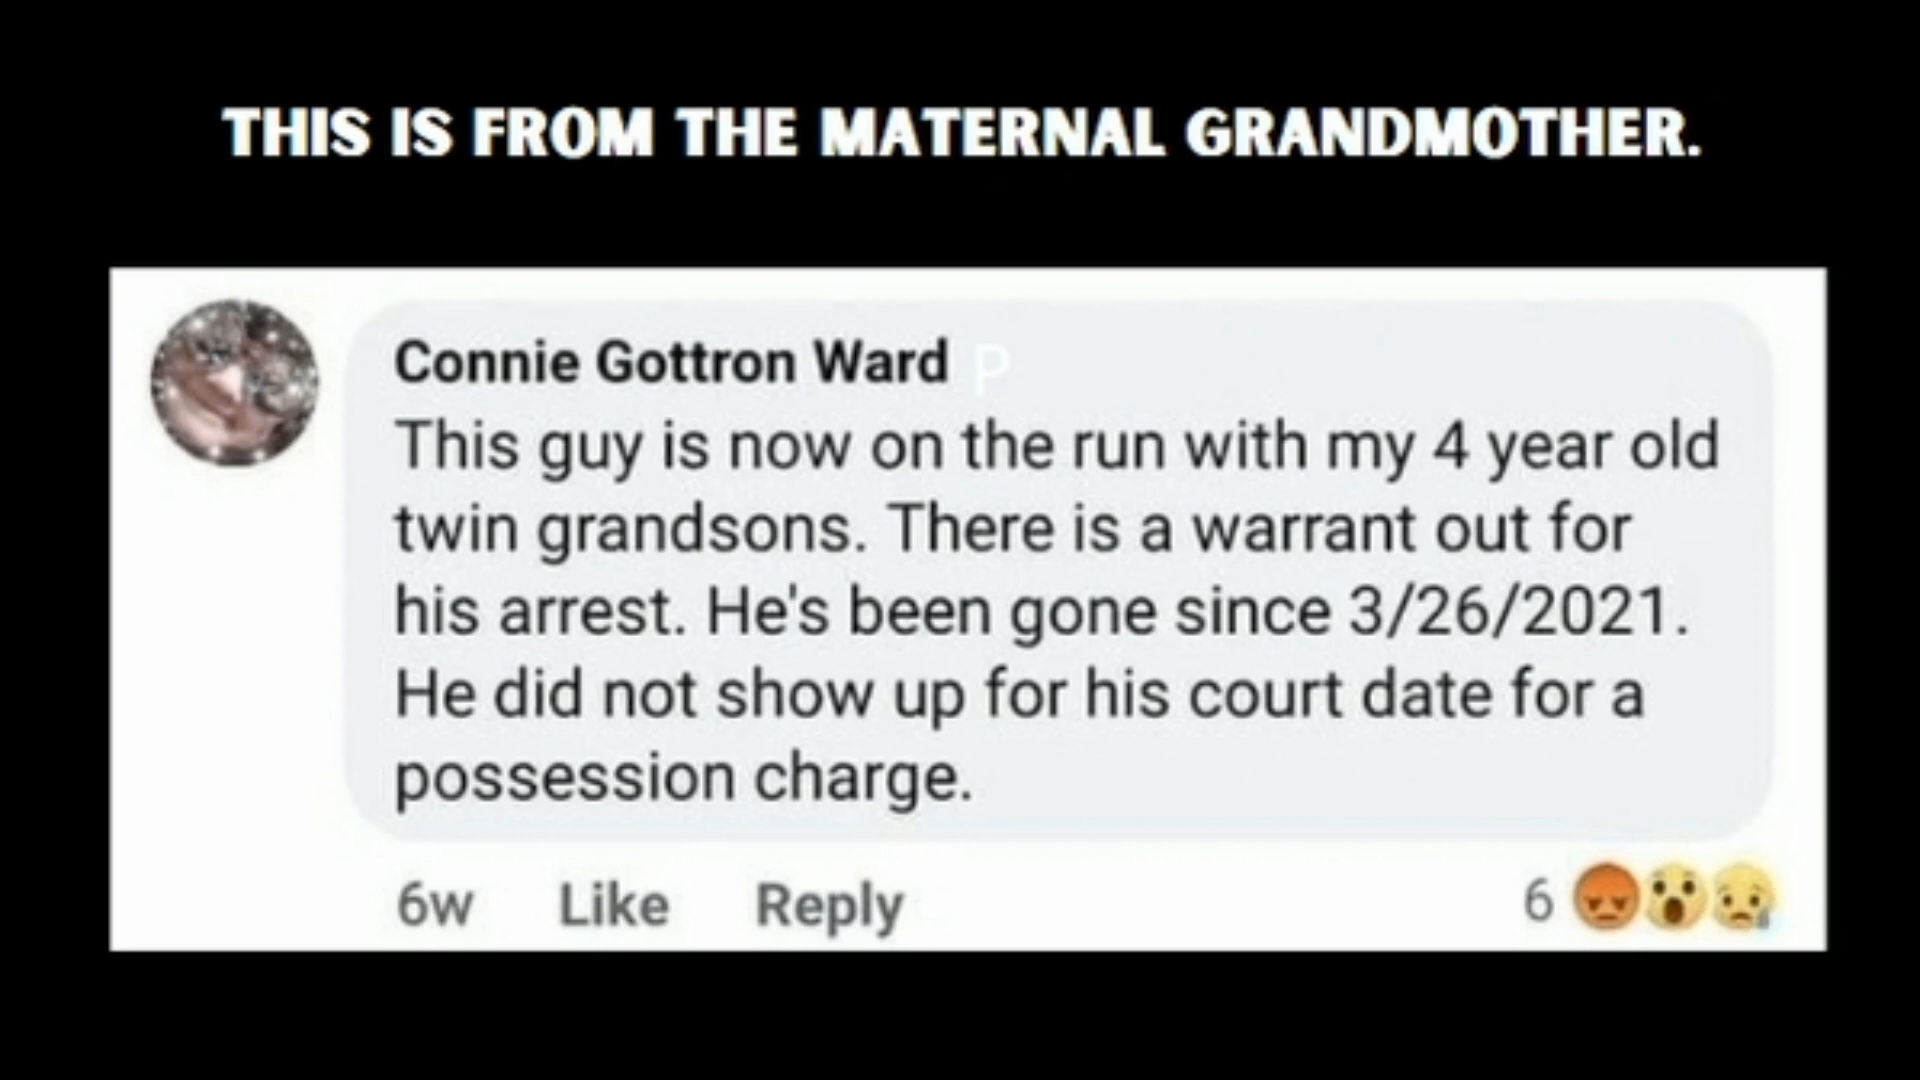 THIS IS FROM THE MATERNAL GRANDMOTHER.
Connie Gottron Ward P
This guy is now on the run with my 4 year old
twin grandsons. There is a warrant out for
his arrest. He's been gone since 3/26/2021.
He did not show up for his court date for a
possession charge.
6w Like Reply 6